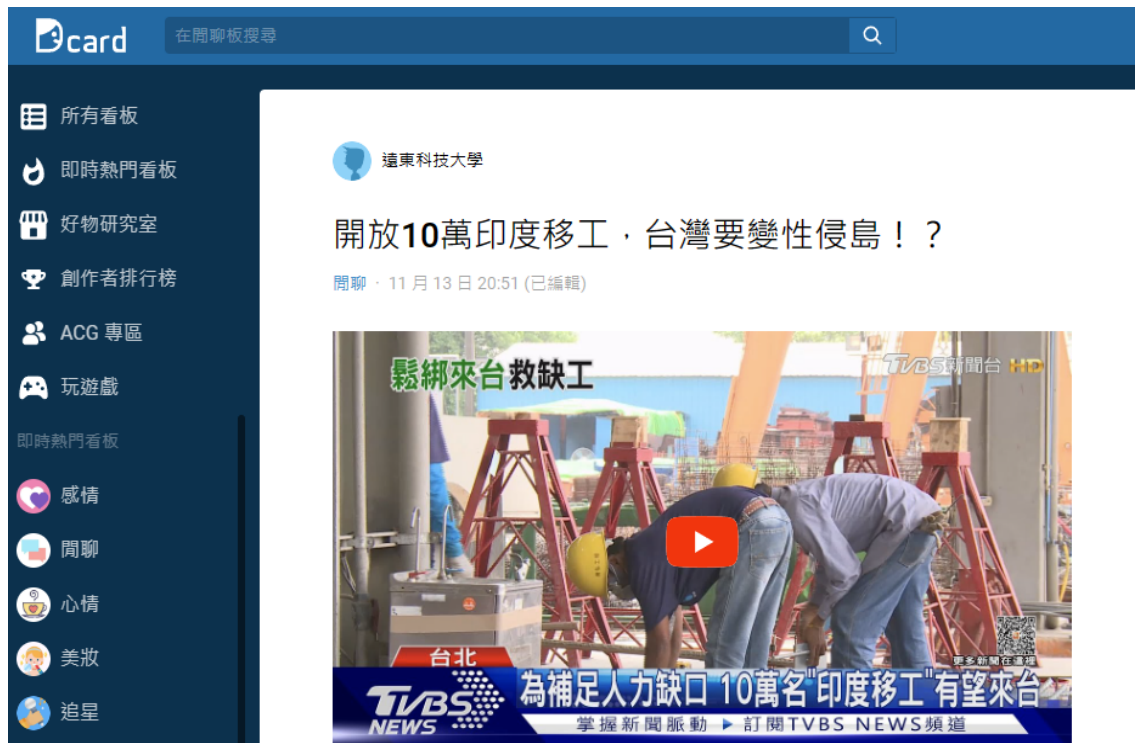 Dcard
在閒聊板搜尋
所有看板
即時熱門看板
好物研究室
創作者排行榜
ACG 專區
玩遊戲
即時熱門看板
感情
閒聊
心情
美妝
追星
遠東科技大學
開放10萬印度移工，台灣要變性侵島！？
閒聊 · 11 月 13 日 20:51 (已編輯)
鬆綁來台救缺工
TVBS新聞台 HD
更多新聞在這裡
台北
TVBS NEWS
為補足人力缺口 10萬名"印度移工"有望來台
掌握新聞脈動 ▶ 訂閱TVBS NEWS頻道